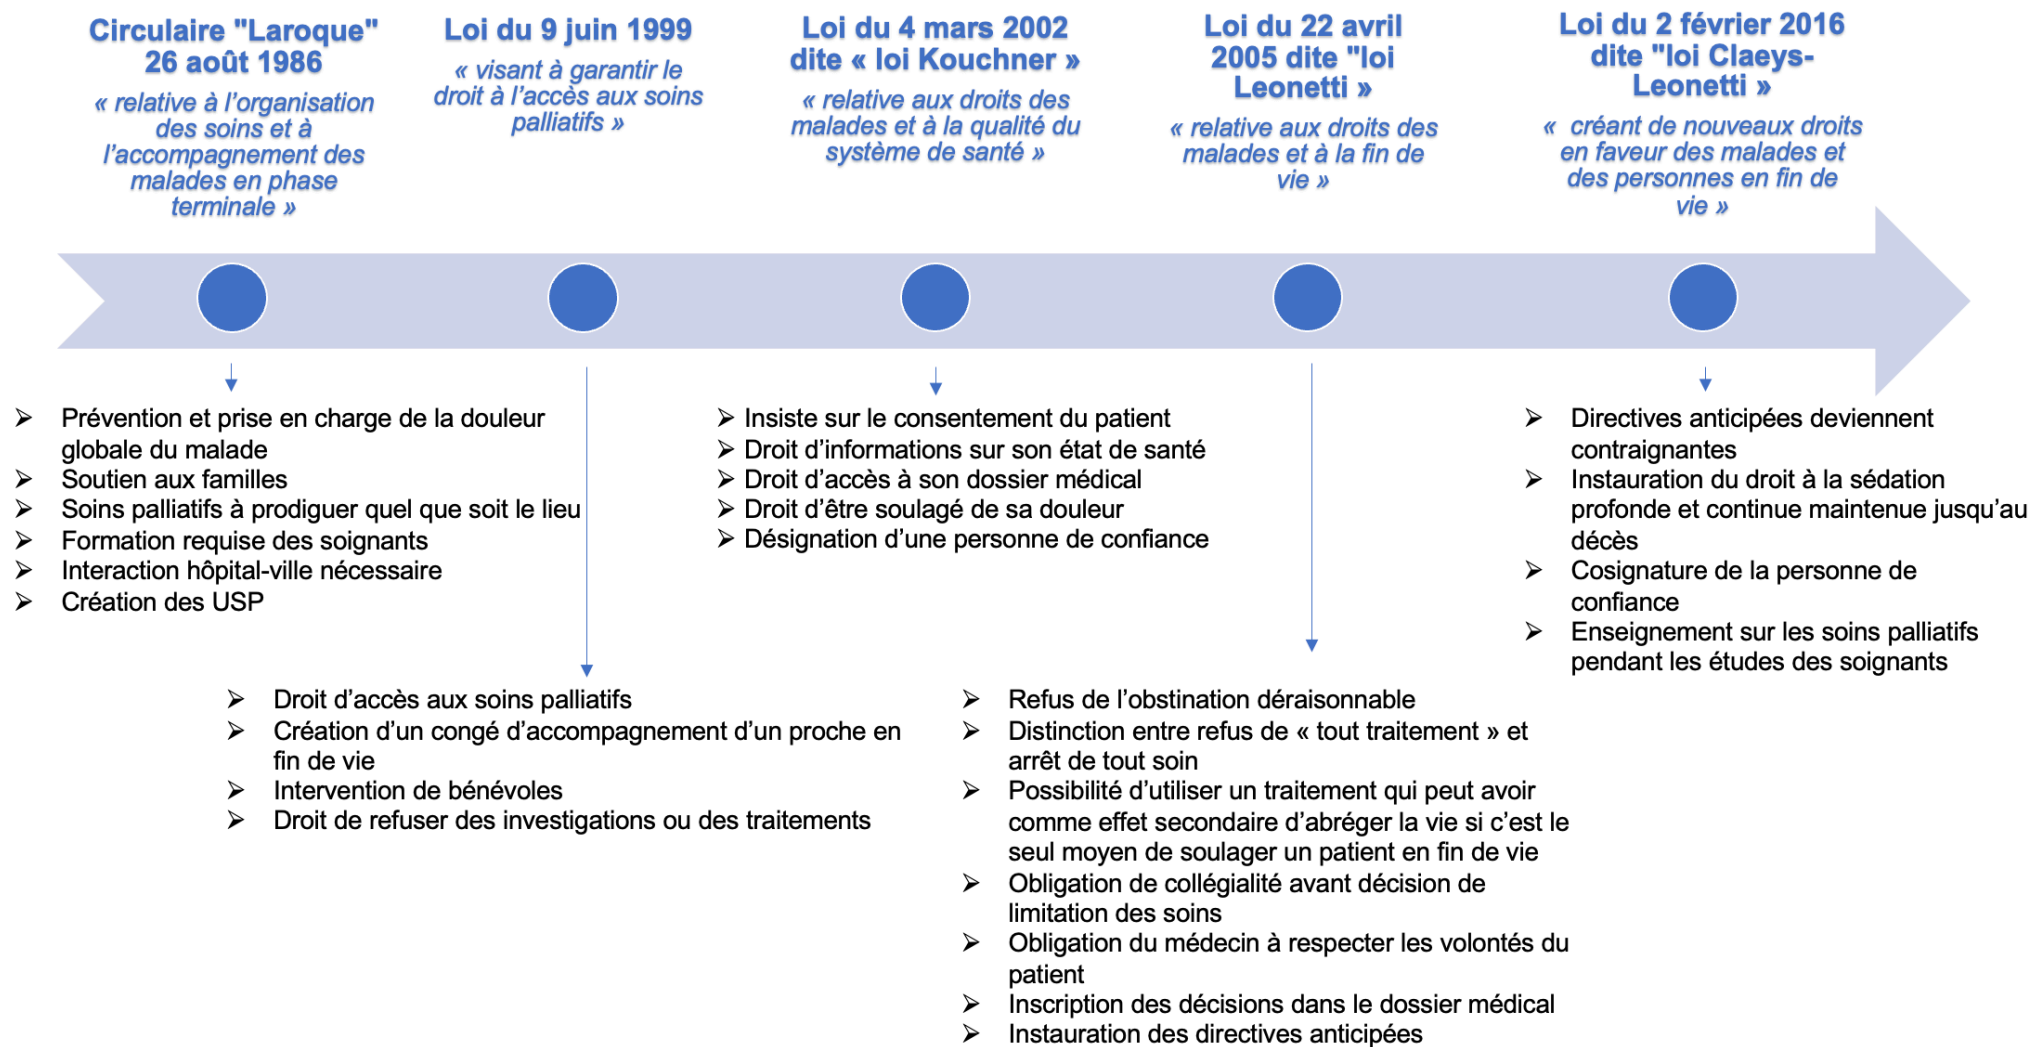 Circulaire "Laroque"
26 août 1986
« relative à l’organisation
des soins et à
l’accompagnement des
malades en phase
terminale »
Loi du 9 juin 1999
« visant à garantir le
droit à l’accès aux soins
palliatifs »
Loi du 4 mars 2002
dite « loi Kouchner »
« relative aux droits des
malades et à la qualité du
système de santé »
Loi du 22 avril
2005 dite "loi
Leonetti »
« relative aux droits des
malades et à la fin de
vie »
Loi du 2 février 2016
dite "loi Claeys-
Leonetti »
«  créant de nouveaux droits
en faveur des malades et
des personnes en fin de
vie »
➢ Prévention et prise en charge de la douleur
globale du malade
➢ Soutien aux familles
➢ Soins palliatifs à prodiguer quel que soit le lieu
➢ Formation requise des soignants
➢ Interaction hôpital-ville nécessaire
➢ Création des USP
➢ Droit d’accès aux soins palliatifs
➢ Création d’un congé d’accompagnement d’un proche en
fin de vie
➢ Intervention de bénévoles
➢ Droit de refuser des investigations ou des traitements
➢ Insiste sur le consentement du patient
➢ Droit d’informations sur son état de santé
➢ Droit d’accès à son dossier médical
➢ Droit d’être soulagé de sa douleur
➢ Désignation d’une personne de confiance
➢ Refus de l’obstination déraisonnable
➢ Distinction entre refus de « tout traitement » et
arrêt de tout soin
➢ Possibilité d’utiliser un traitement qui peut avoir
comme effet secondaire d’abréger la vie si c’est le
seul moyen de soulager un patient en fin de vie
➢ Obligation de collégialité avant décision de
limitation des soins
➢ Obligation du médecin à respecter les volontés du
patient
➢ Inscription des décisions dans le dossier médical
➢ Instauration des directives anticipées
➢ Directives anticipées deviennent
contraignantes
➢ Instauration du droit à la sédation
profonde et continue maintenue jusqu’au
décès
➢ Cosignature de la personne de
confiance
➢ Enseignement sur les soins palliatifs
pendant les études des soignants